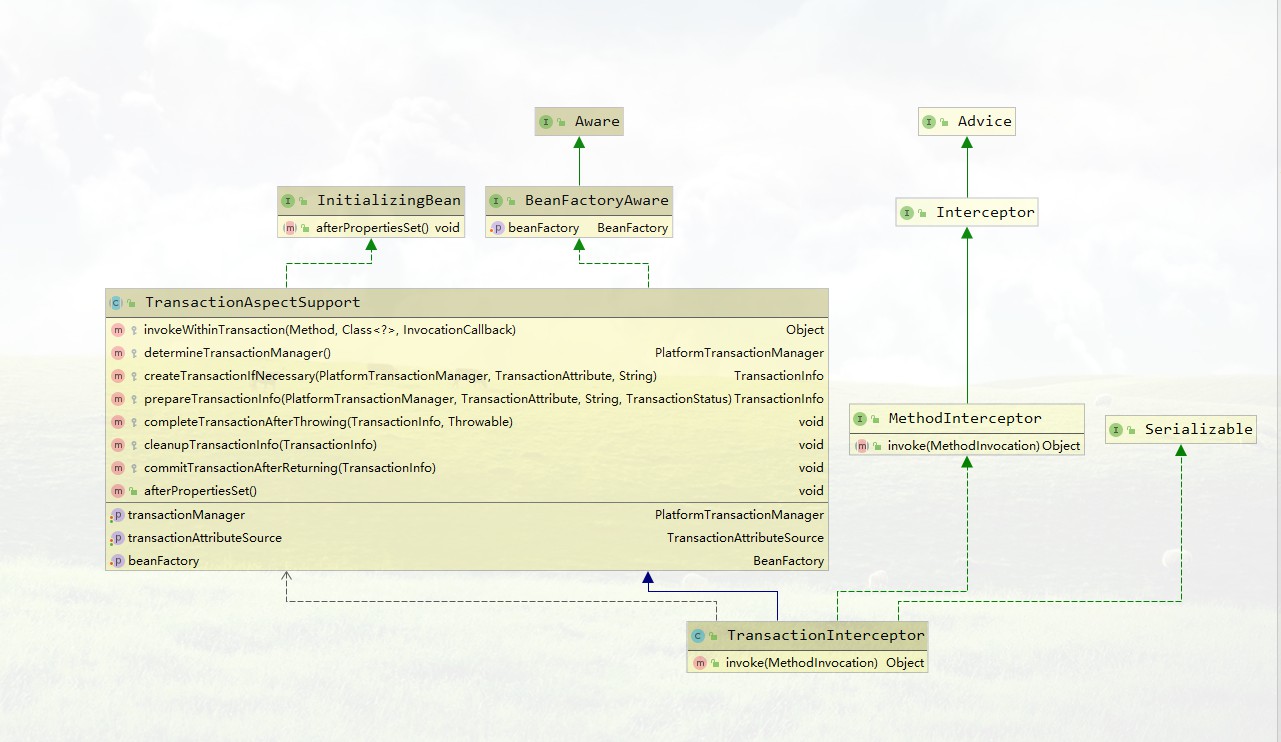 Aware
Advice
InitializingBean
afterPropertiesSet() void
BeanFactoryAware
beanFactory BeanFactory
Interceptor
TransactionAspectSupport
invokeWithinTransaction(Method, Class<?>, InvocationCallback) Object
determineTransactionManager() PlatformTransactionManager
createTransactionIfNecessary(PlatformTransactionManager, TransactionAttribute, String) TransactionInfo
prepareTransactionInfo(PlatformTransactionManager, TransactionAttribute, String, TransactionStatus) TransactionInfo
completeTransactionAfterThrowing(TransactionInfo, Throwable) void
cleanupTransactionInfo(TransactionInfo) void
commitTransactionAfterReturning(TransactionInfo) void
afterPropertiesSet() void
transactionManager PlatformTransactionManager
transactionAttributeSource TransactionAttributeSource
beanFactory BeanFactory
MethodInterceptor
invoke(MethodInvocation) Object
Serializable
TransactionInterceptor
invoke(MethodInvocation) Object